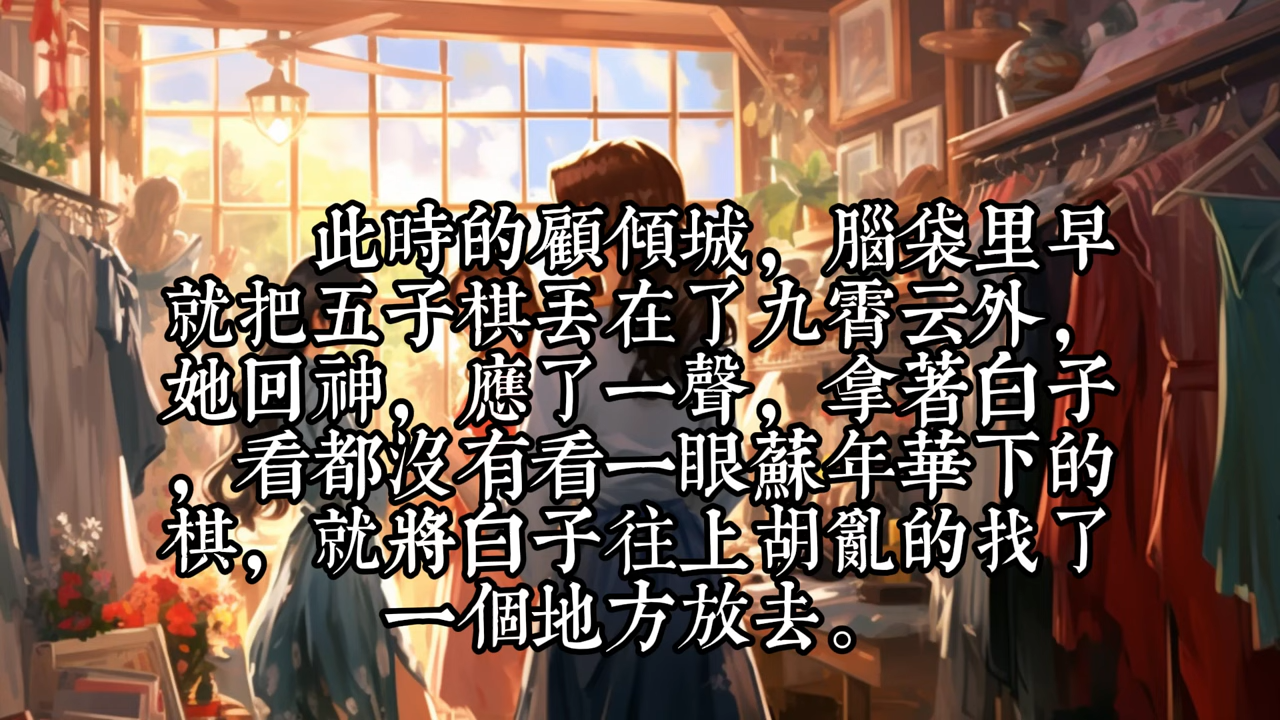 此時的顧傾城，腦袋里早
就把五子棋丟在了九霄云外，
她回神，應了一聲，拿著白子
，看都沒有看一眼蘇年華下的
棋，就將白子往上胡亂的找了
一個地方放去。